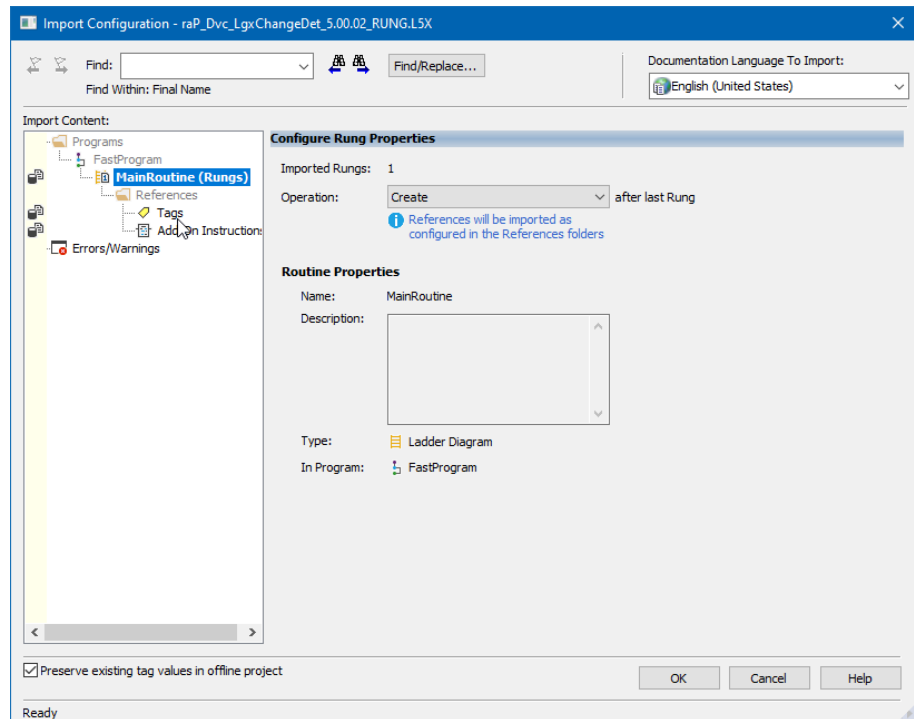 Import Configuration - raP_Dvc_LgxChangeDet_5.00.02_RUNG.L5X
Find:
Find/Replace...
Find Within: Final Name
Documentation Language To Import:
English (United States)
Import Content:
Programs
FastProgram
MainRoutine (Rungs)
References
Tags
Add-On Instructions
Errors/Warnings
Configure Rung Properties
Imported Rungs: 1
Operation: Create after last Rung
References will be imported as
configured in the References folders
Routine Properties
Name: MainRoutine
Description:
Type: Ladder Diagram
In Program: FastProgram
Preserve existing tag values in offline project
OK Cancel Help
Ready